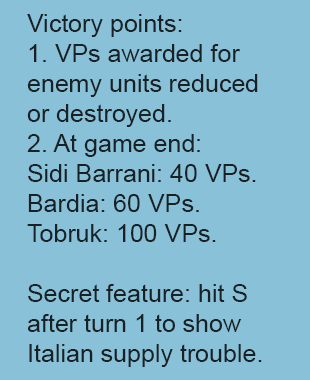 Victory points:
1. VPs awarded for
enemy units reduced
or destroyed.
2. At game end:
Sidi Barrani: 40 VPs.
Bardia: 60 VPs.
Tobruk: 100 VPs.

Secret feature: hit S
after turn 1 to show
Italian supply trouble.